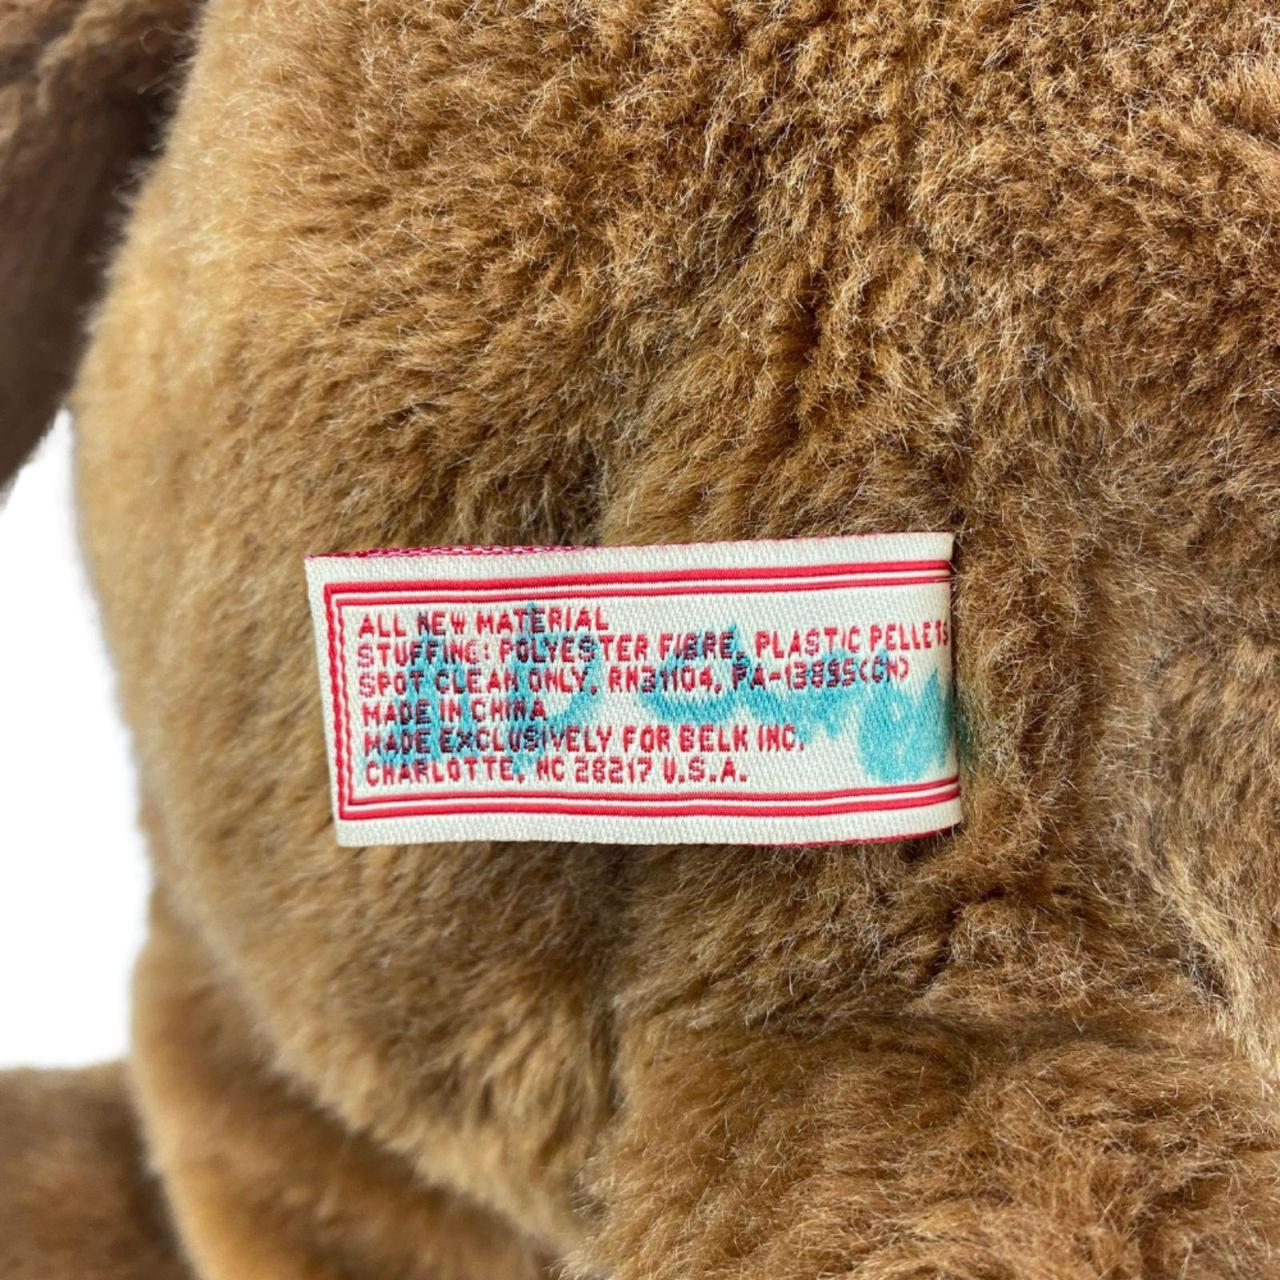 ALL NEW MATERIAL
STUFFING: POLYESTER FIBRE, PLASTIC PELLETS
SPOT CLEAN ONLY. RN31104, PA-13895(CN)
MADE IN CHINA
MADE EXCLUSIVELY FOR BELK INC.
CHARLOTTE, NC 28217 U.S.A.